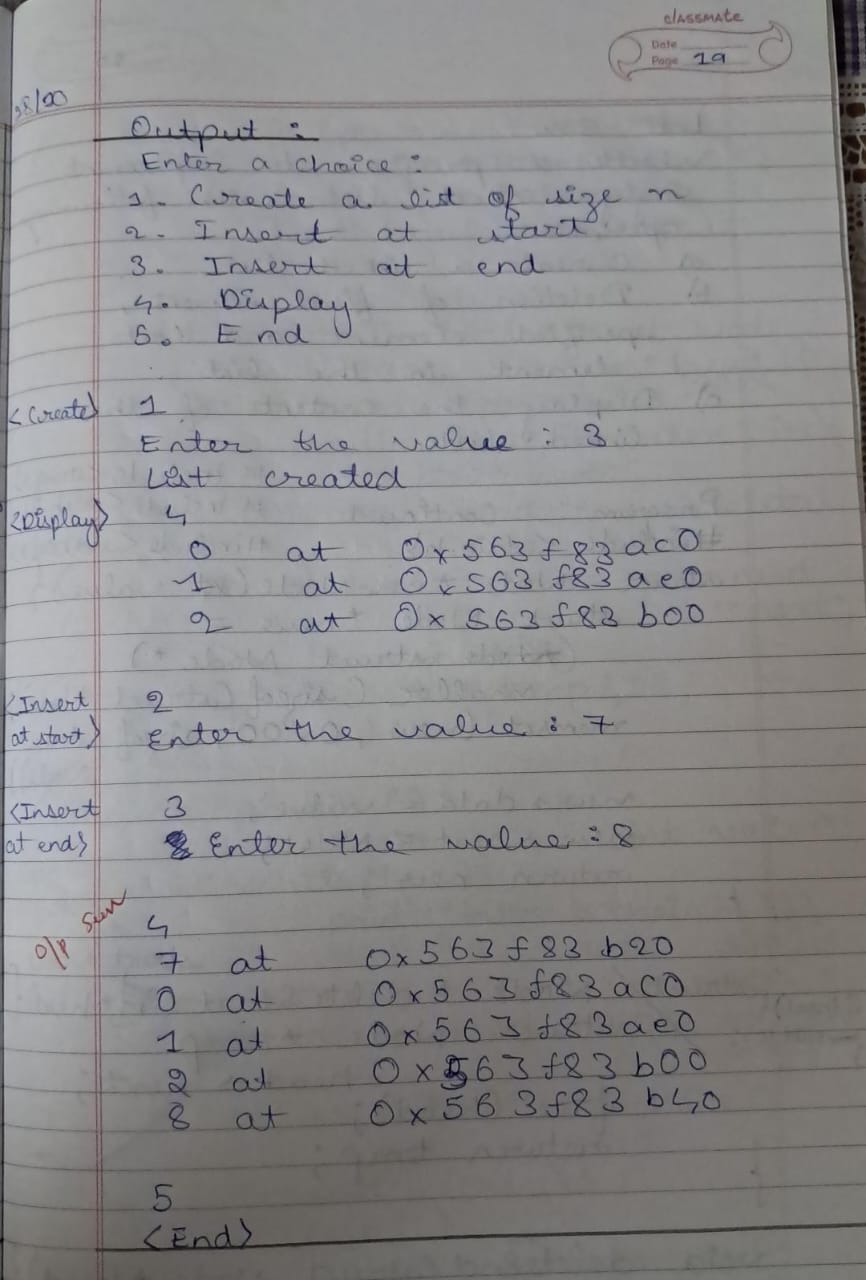 classmate
Date
Page 19
Output :
Enter a choice :
1. Create a list of size n
2. Insert at start
3. Insert at end
4. Display
5. End
<Create> 1
Enter the value : 3
List created
<Display> 4
0 at 0x563f83ac0
1 at 0x563f83ae0
2 at 0x563f83b00
<Insert at start> 2
Enter the value : 7
<Insert at end> 3
Enter the value : 8
O/P seen
4
7 at 0x563f83b20
0 at 0x563f83ac0
1 at 0x563f83ae0
2 at 0x563f83b00
8 at 0x563f83b40
5
<End>